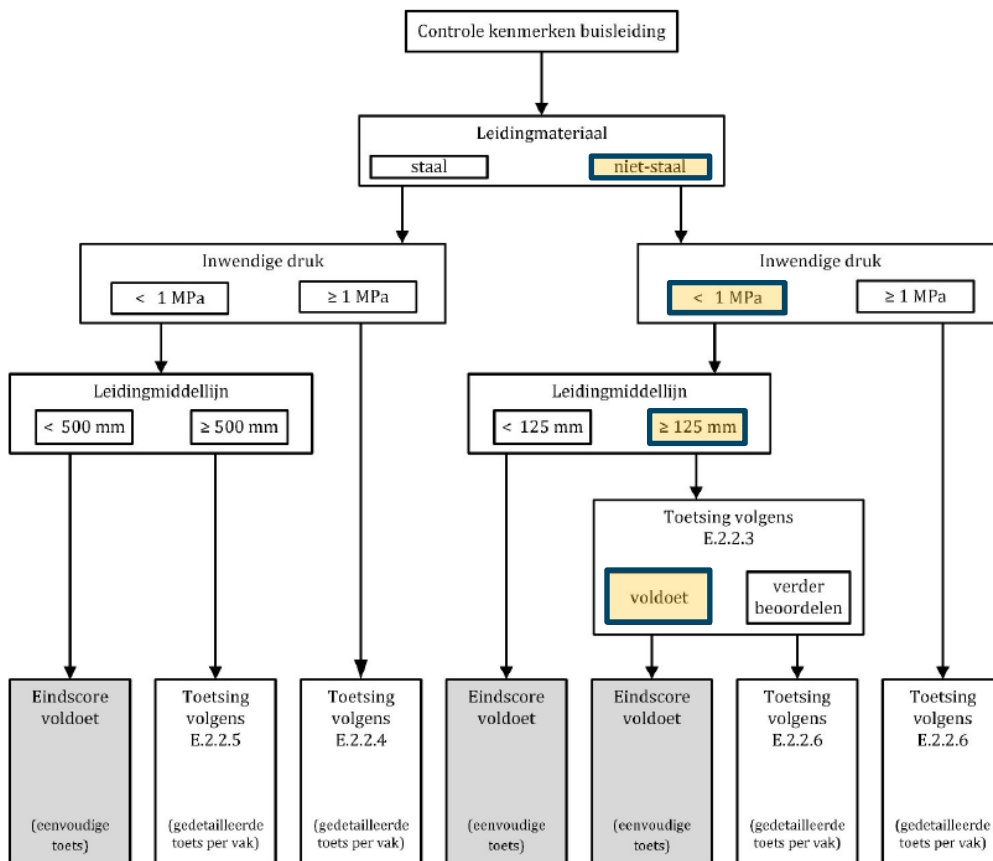 Controle kenmerken buisleiding
Leidingmateriaal
staal
niet-staal
Inwendige druk
< 1 MPa
≥ 1 MPa
Inwendige druk
< 1 MPa
≥ 1 MPa
Leidingmiddellijn
< 500 mm
≥ 500 mm
Leidingmiddellijn
< 125 mm
≥ 125 mm
Toetsing volgens
E.2.2.3
voldoet
verder
beoordelen
Eindscore
voldoet
(eenvoudige
toets)
Toetsing
volgens
E.2.2.5
(gedetailleerde
toets per vak)
Toetsing
volgens
E.2.2.4
(gedetailleerde
toets per vak)
Eindscore
voldoet
(eenvoudige
toets)
Eindscore
voldoet
(eenvoudige
toets)
Toetsing
volgens
E.2.2.6
(gedetailleerde
toets per vak)
Toetsing
volgens
E.2.2.6
(gedetailleerde
toets per vak)